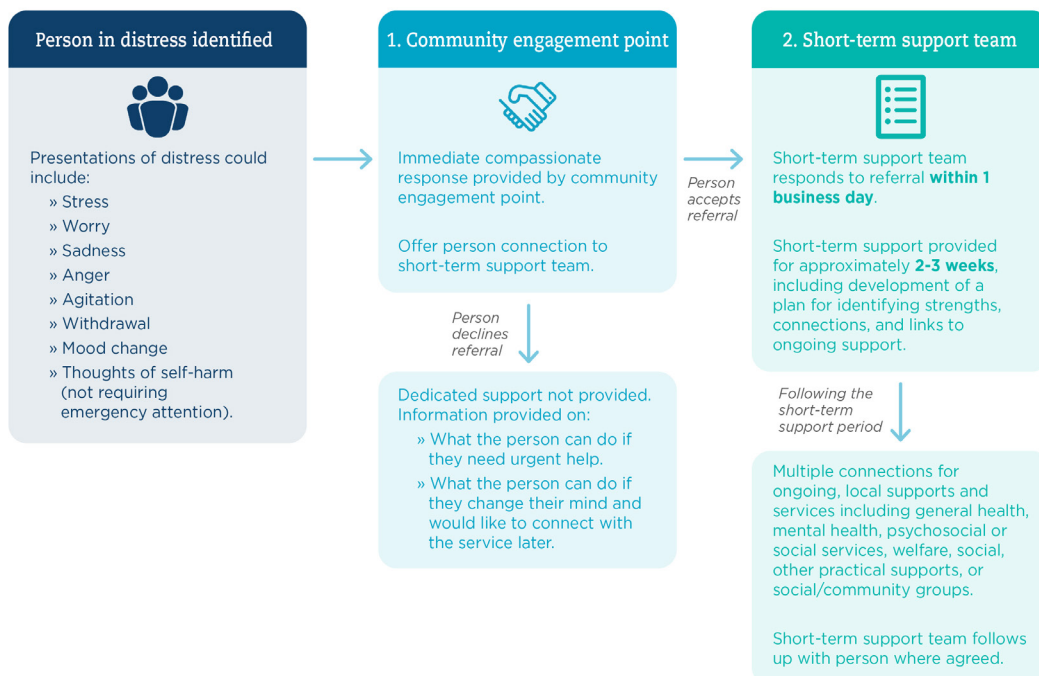 Person in distress identified
Presentations of distress could
include:
» Stress
» Worry
» Sadness
» Anger
» Agitation
» Withdrawal
» Mood change
» Thoughts of self-harm
(not requiring
emergency attention).
1. Community engagement point
Immediate compassionate
response provided by community
engagement point.
Offer person connection to
short-term support team.
Person
declines
referral
Dedicated support not provided.
Information provided on:
» What the person can do if
they need urgent help.
» What the person can do if
they change their mind and
would like to connect with
the service later.
Person
accepts
referral
2. Short-term support team
Short-term support team
responds to referral within 1
business day.
Short-term support provided
for approximately 2-3 weeks,
including development of a
plan for identifying strengths,
connections, and links to
ongoing support.
Following the
short-term
support period
Multiple connections for
ongoing, local supports and
services including general health,
mental health, psychosocial or
social services, welfare, social,
other practical supports, or
social/community groups.
Short-term support team follows
up with person where agreed.